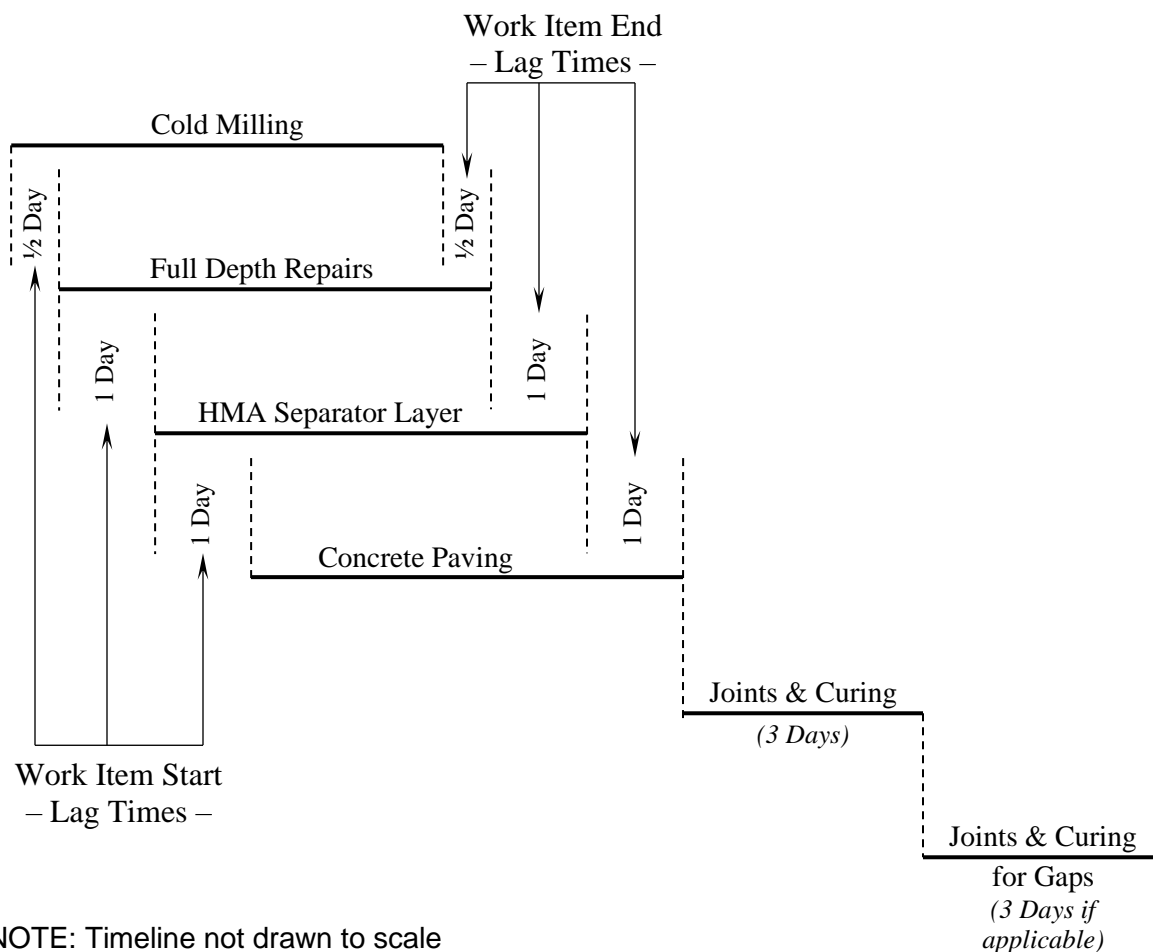 Work Item End
– Lag Times –
Cold Milling
½ Day
½ Day
Full Depth Repairs
1 Day
1 Day
HMA Separator Layer
1 Day
1 Day
Concrete Paving
Joints & Curing
(3 Days)
Work Item Start
– Lag Times –
Joints & Curing
for Gaps
(3 Days if
applicable)
NOTE: Timeline not drawn to scale